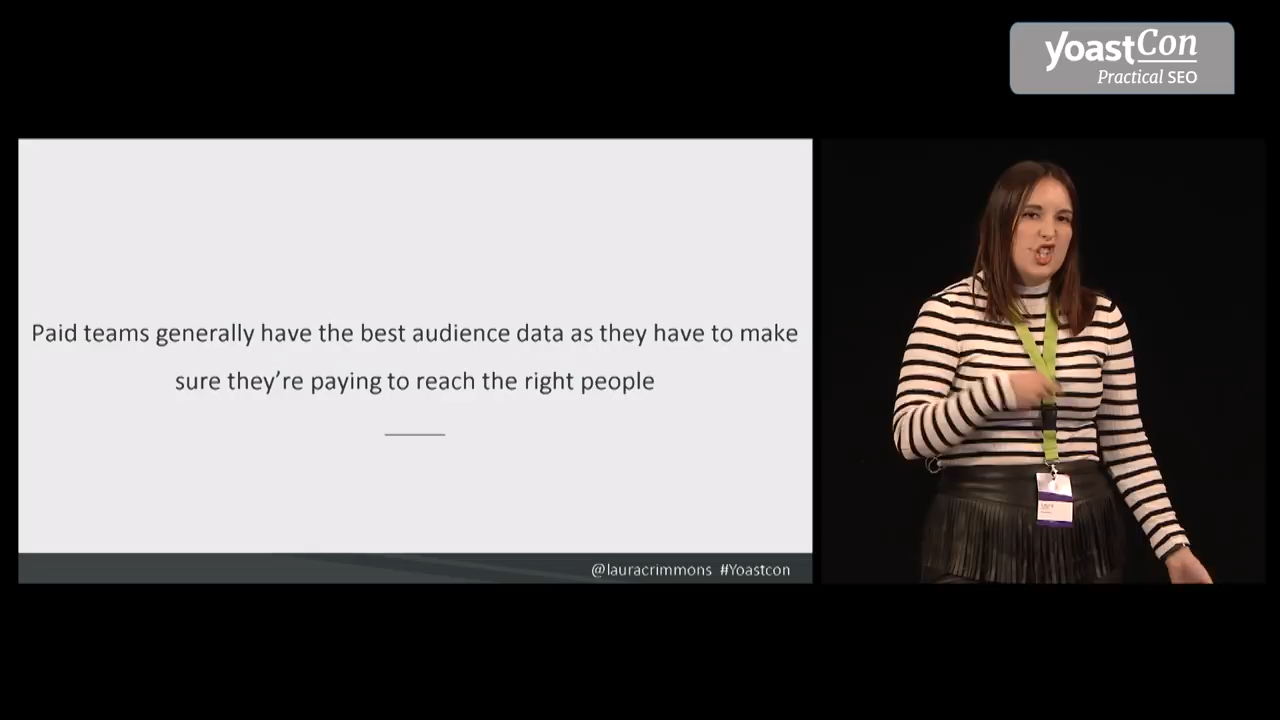 yoastCon
Practical SEO
Paid teams generally have the best audience data as they have to make
sure they’re paying to reach the right people
@lauracrimmons #Yoastcon